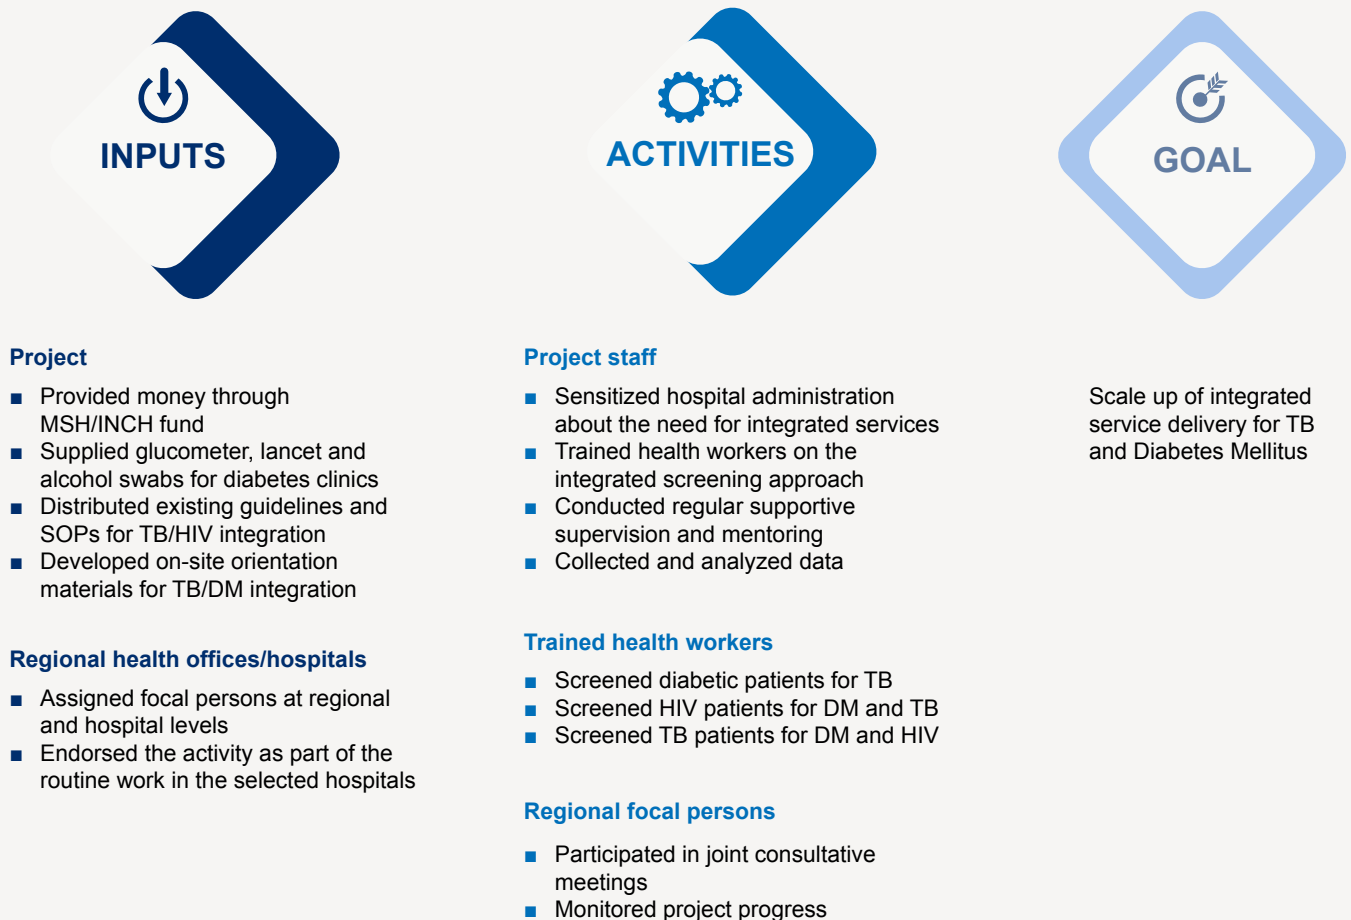 INPUTS
Project
■ Provided money through
MSH/INCH fund
■ Supplied glucometer, lancet and
alcohol swabs for diabetes clinics
■ Distributed existing guidelines and
SOPs for TB/HIV integration
■ Developed on-site orientation
materials for TB/DM integration
Regional health offices/hospitals
■ Assigned focal persons at regional
and hospital levels
■ Endorsed the activity as part of the
routine work in the selected hospitals
ACTIVITIES
Project staff
■ Sensitized hospital administration
about the need for integrated services
■ Trained health workers on the
integrated screening approach
■ Conducted regular supportive
supervision and mentoring
■ Collected and analyzed data
Trained health workers
■ Screened diabetic patients for TB
■ Screened HIV patients for DM and TB
■ Screened TB patients for DM and HIV
Regional focal persons
■ Participated in joint consultative
meetings
■ Monitored project progress
GOAL
Scale up of integrated
service delivery for TB
and Diabetes Mellitus